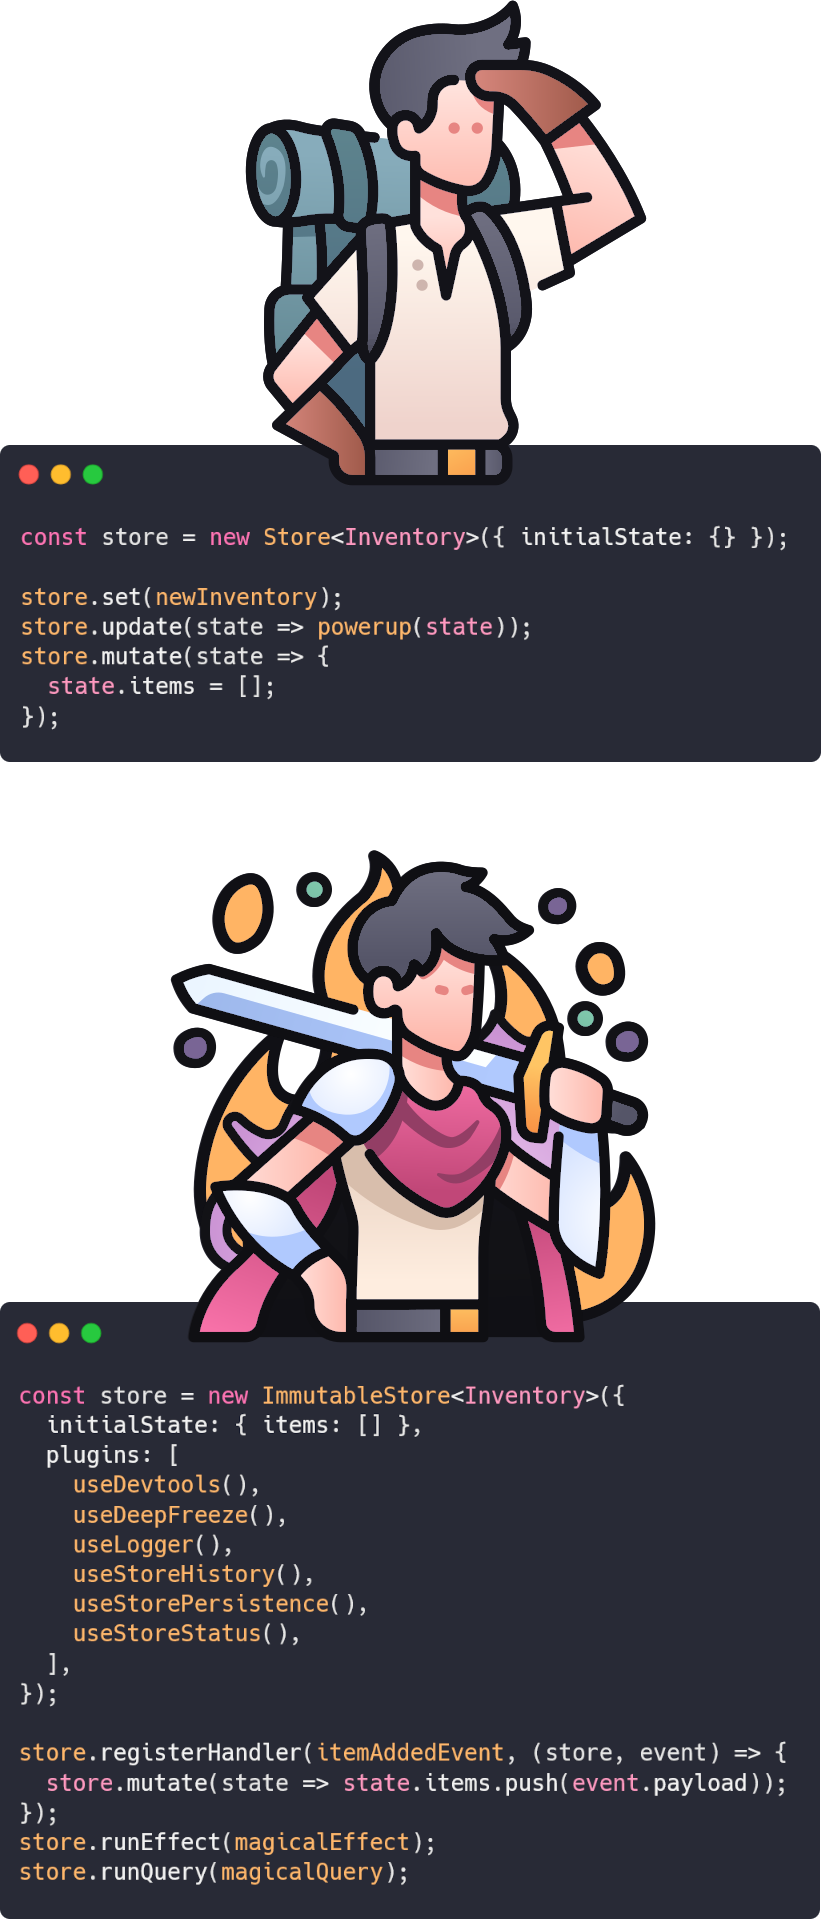 const store = new Store<Inventory>({ initialState: {} });

store.set(newInventory);
store.update(state => powerup(state));
store.mutate(state => {
  state.items = [];
});

const store = new ImmutableStore<Inventory>({
  initialState: { items: [] },
  plugins: [
    useDevtools(),
    useDeepFreeze(),
    useLogger(),
    useStoreHistory(),
    useStorePersistence(),
    useStoreStatus(),
  ],
});

store.registerHandler(itemAddedEvent, (store, event) => {
  store.mutate(state => state.items.push(event.payload));
});
store.runEffect(magicalEffect);
store.runQuery(magicalQuery);